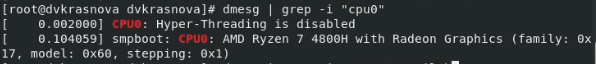 [root@dvkrasnova dvkrasnova]# dmesg | grep -i "cpu0"
[    0.002000] CPU0: Hyper-Threading is disabled
[    0.104059] smpboot: CPU0: AMD Ryzen 7 4800H with Radeon Graphics (family: 0x
17, model: 0x60, stepping: 0x1)